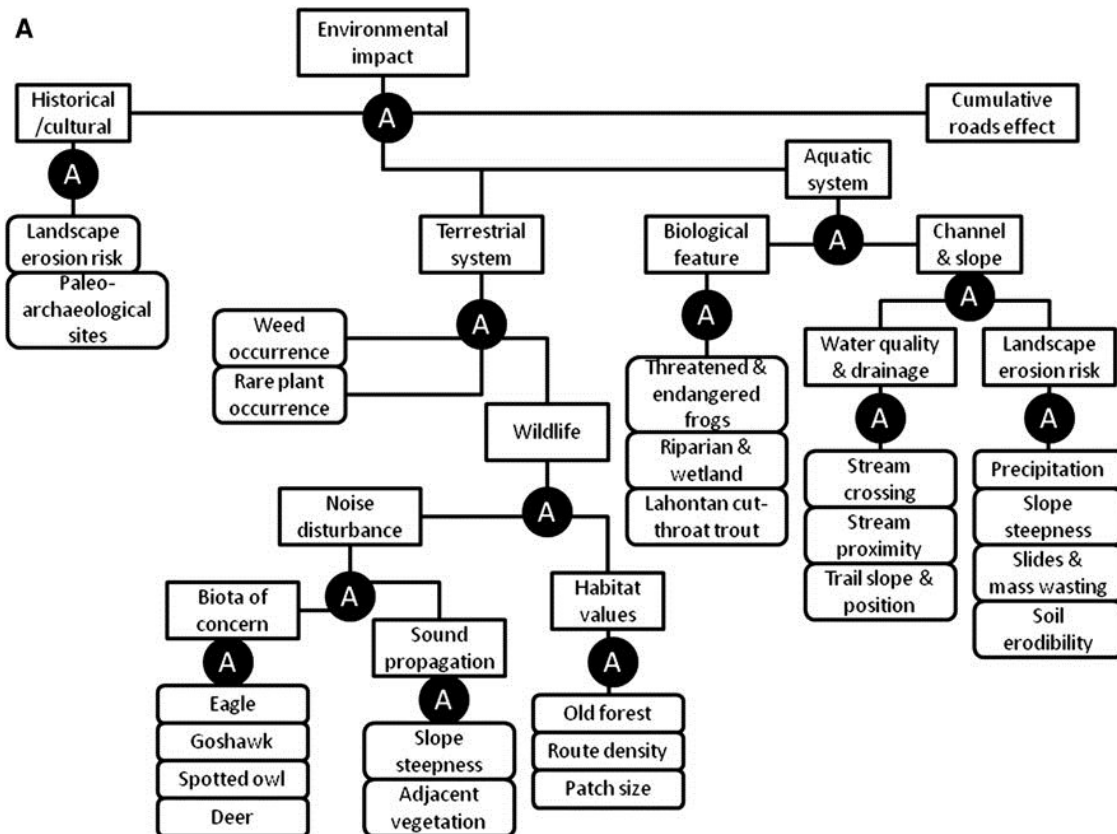 A
Environmental
impact
Historical
/cultural
A
Cumulative
roads effect
A
Landscape
erosion risk
Paleo-
archaeological
sites
Aquatic
system
Terrestrial
system
Biological
feature
A
Channel
& slope
A
Weed
occurrence
Rare plant
occurrence
A
A
Water quality
& drainage
Landscape
erosion risk
Wildlife
Threatened &
endangered
frogs
Riparian &
wetland
Lahontan cut-
throat trout
A
A
Stream
crossing
Stream
proximity
Trail slope &
position
Precipitation
Slope
steepness
Slides &
mass wasting
Soil
erodibility
Noise
disturbance
A
Biota of
concern
A
Sound
propagation
Habitat
values
A
A
A
Eagle
Goshawk
Spotted owl
Deer
Slope
steepness
Adjacent
vegetation
Old forest
Route density
Patch size